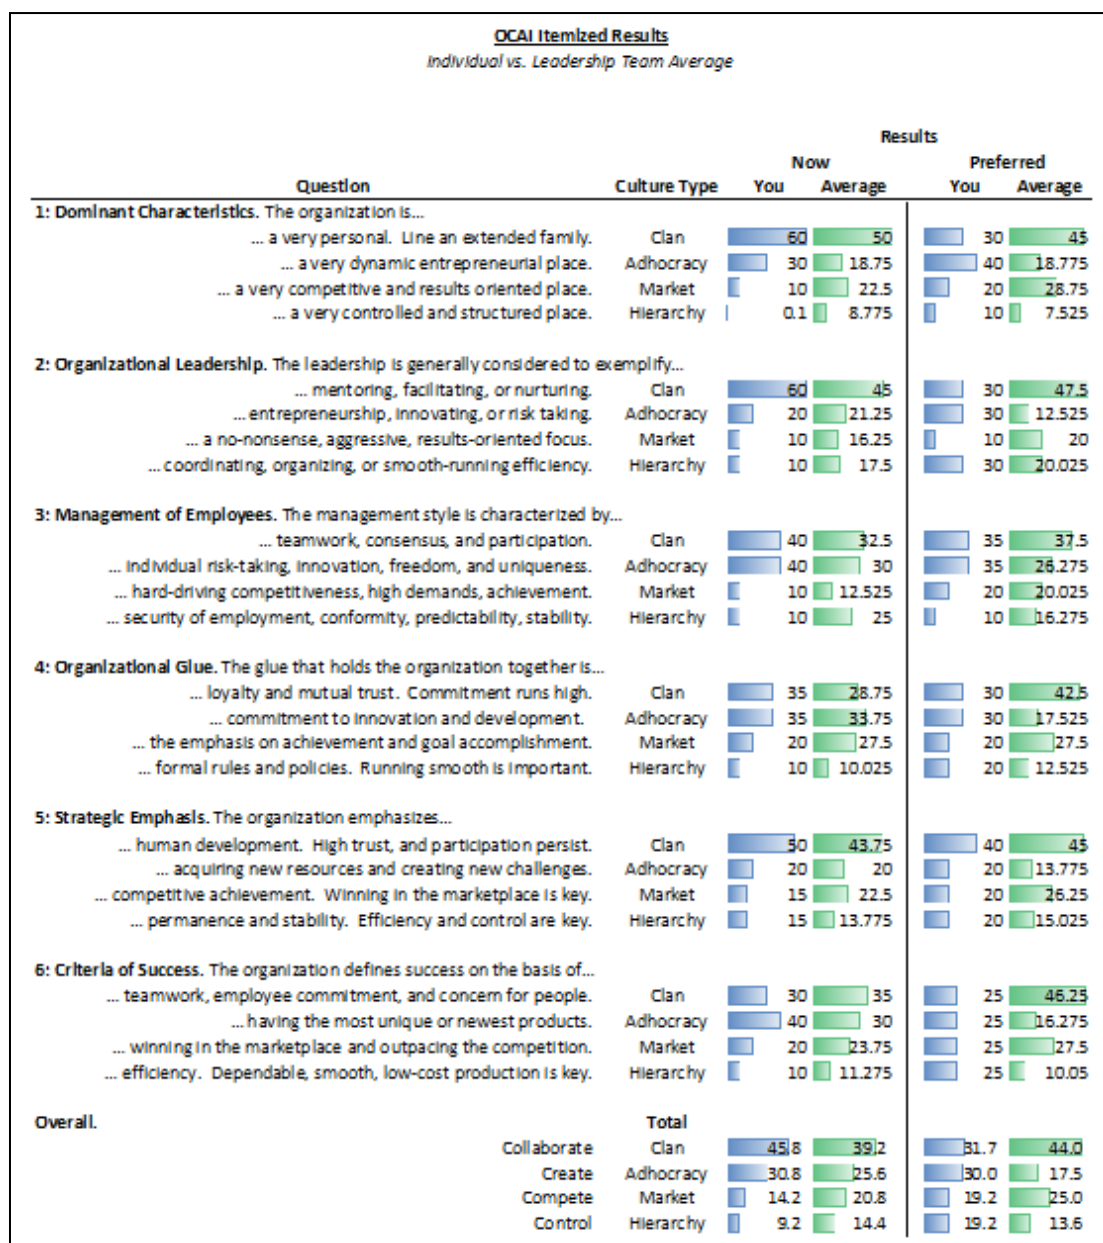 OCAI Itemized Results
Individual vs. Leadership Team Average
Results
Now Preferred
Question Culture Type You Average You Average
1: Dominant Characteristics. The organization is...
... a very personal. Line an extended family. Clan 60 50 30 45
... a very dynamic entrepreneurial place. Adhocracy 30 18.75 40 18.775
... a very competitive and results oriented place. Market 10 22.5 20 28.75
... a very controlled and structured place. Hierarchy 0.1 8.775 10 7.525
2: Organizational Leadership. The leadership is generally considered to exemplify...
... mentoring, facilitating, or nurturing. Clan 60 45 30 47.5
... entrepreneurship, innovating, or risk taking. Adhocracy 20 21.25 30 12.525
... a no-nonsense, aggressive, results-oriented focus. Market 10 16.25 10 20
... coordinating, organizing, or smooth-running efficiency. Hierarchy 10 17.5 30 20.025
3: Management of Employees. The management style is characterized by...
... teamwork, consensus, and participation. Clan 40 32.5 35 37.5
... individual risk-taking, innovation, freedom, and uniqueness. Adhocracy 40 30 35 26.275
... hard-driving competitiveness, high demands, achievement. Market 10 12.525 20 20.025
... security of employment, conformity, predictability, stability. Hierarchy 10 25 10 16.275
4: Organizational Glue. The glue that holds the organization together is...
... loyalty and mutual trust. Commitment runs high. Clan 35 28.75 30 42.5
... commitment to innovation and development. Adhocracy 35 33.75 30 17.525
... the emphasis on achievement and goal accomplishment. Market 20 27.5 20 27.5
... formal rules and policies. Running smooth is important. Hierarchy 10 10.025 20 12.525
5: Strategic Emphasis. The organization emphasizes...
... human development. High trust, and participation persist. Clan 50 43.75 40 45
... acquiring new resources and creating new challenges. Adhocracy 20 20 20 13.775
... competitive achievement. Winning in the marketplace is key. Market 15 22.5 20 26.25
... permanence and stability. Efficiency and control are key. Hierarchy 15 13.775 20 15.025
6: Criteria of Success. The organization defines success on the basis of...
... teamwork, employee commitment, and concern for people. Clan 30 35 25 46.25
... having the most unique or newest products. Adhocracy 40 30 25 16.275
... winning in the marketplace and outpacing the competition. Market 20 23.75 25 27.5
... efficiency. Dependable, smooth, low-cost production is key. Hierarchy 10 11.275 25 10.05
Overall. Total
Collaborate Clan 45.8 39.2 31.7 44.0
Create Adhocracy 30.8 25.6 30.0 17.5
Compete Market 14.2 20.8 19.2 25.0
Control Hierarchy 9.2 14.4 19.2 13.6